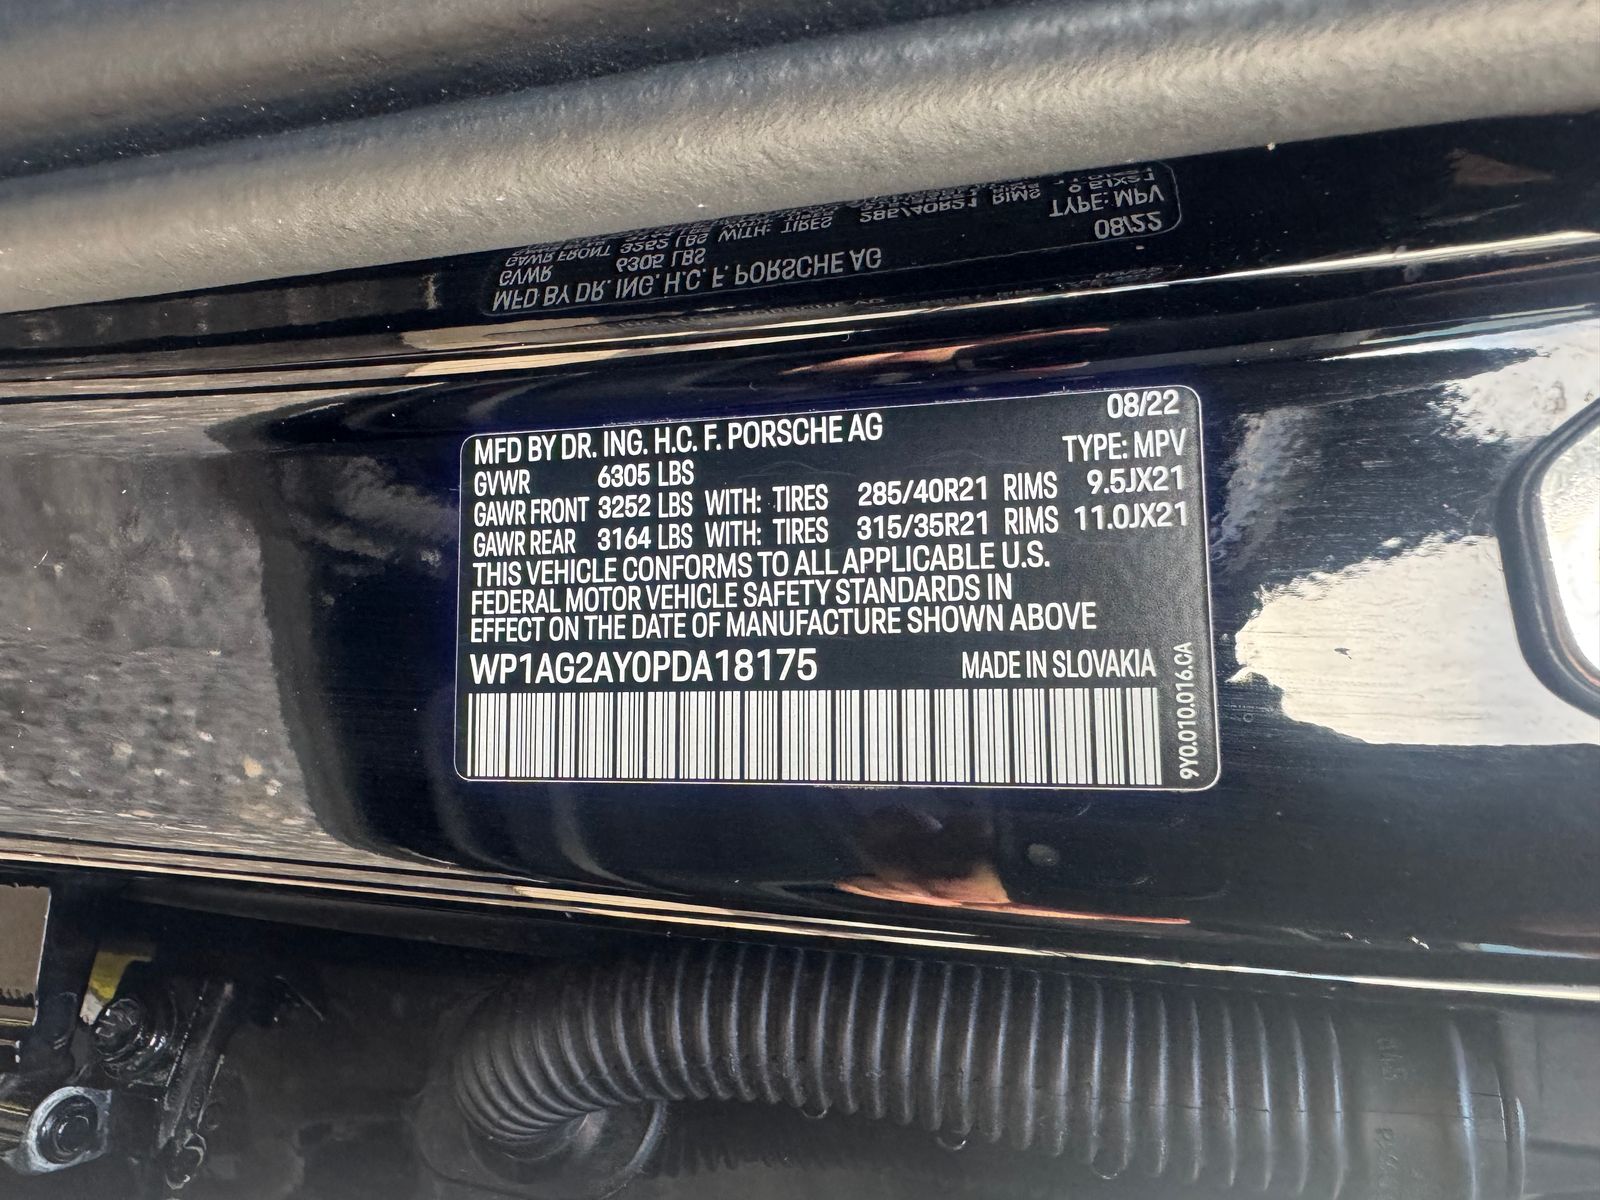 MFD BY DR. ING. H.C. F. PORSCHE AG 08/22
GVWR 6305 LBS TYPE: MPV
GAWR FRONT 3252 LBS WITH: TIRES 285/40R21 RIMS 9.5JX21
GAWR REAR 3164 LBS WITH: TIRES 315/35R21 RIMS 11.0JX21
THIS VEHICLE CONFORMS TO ALL APPLICABLE U.S.
FEDERAL MOTOR VEHICLE SAFETY STANDARDS IN
EFFECT ON THE DATE OF MANUFACTURE SHOWN ABOVE
WP1AG2AY0PDA18175 MADE IN SLOVAKIA
9Y0.010.016.CA